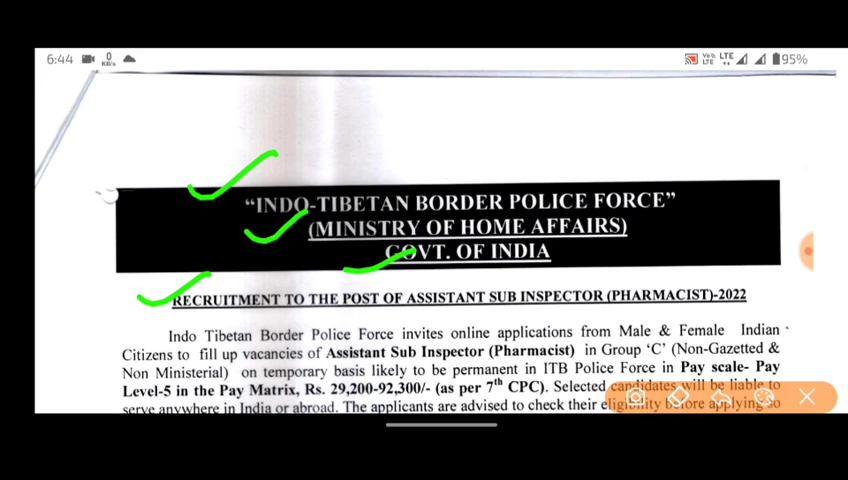 6:44 0 KB/s Vo LTE LTE 95%
“INDO-TIBETAN BORDER POLICE FORCE”
(MINISTRY OF HOME AFFAIRS)
GOVT. OF INDIA
RECRUITMENT TO THE POST OF ASSISTANT SUB INSPECTOR (PHARMACIST)-2022
Indo Tibetan Border Police Force invites online applications from Male & Female Indian
Citizens to fill up vacancies of Assistant Sub Inspector (Pharmacist) in Group ‘C’ (Non-Gazetted &
Non Ministerial) on temporary basis likely to be permanent in ITB Police Force in Pay scale- Pay
Level-5 in the Pay Matrix, Rs. 29,200-92,300/- (as per 7th CPC). Selected candidates will be liable to
serve anywhere in India or abroad. The applicants are advised to check their eligibility before applying so